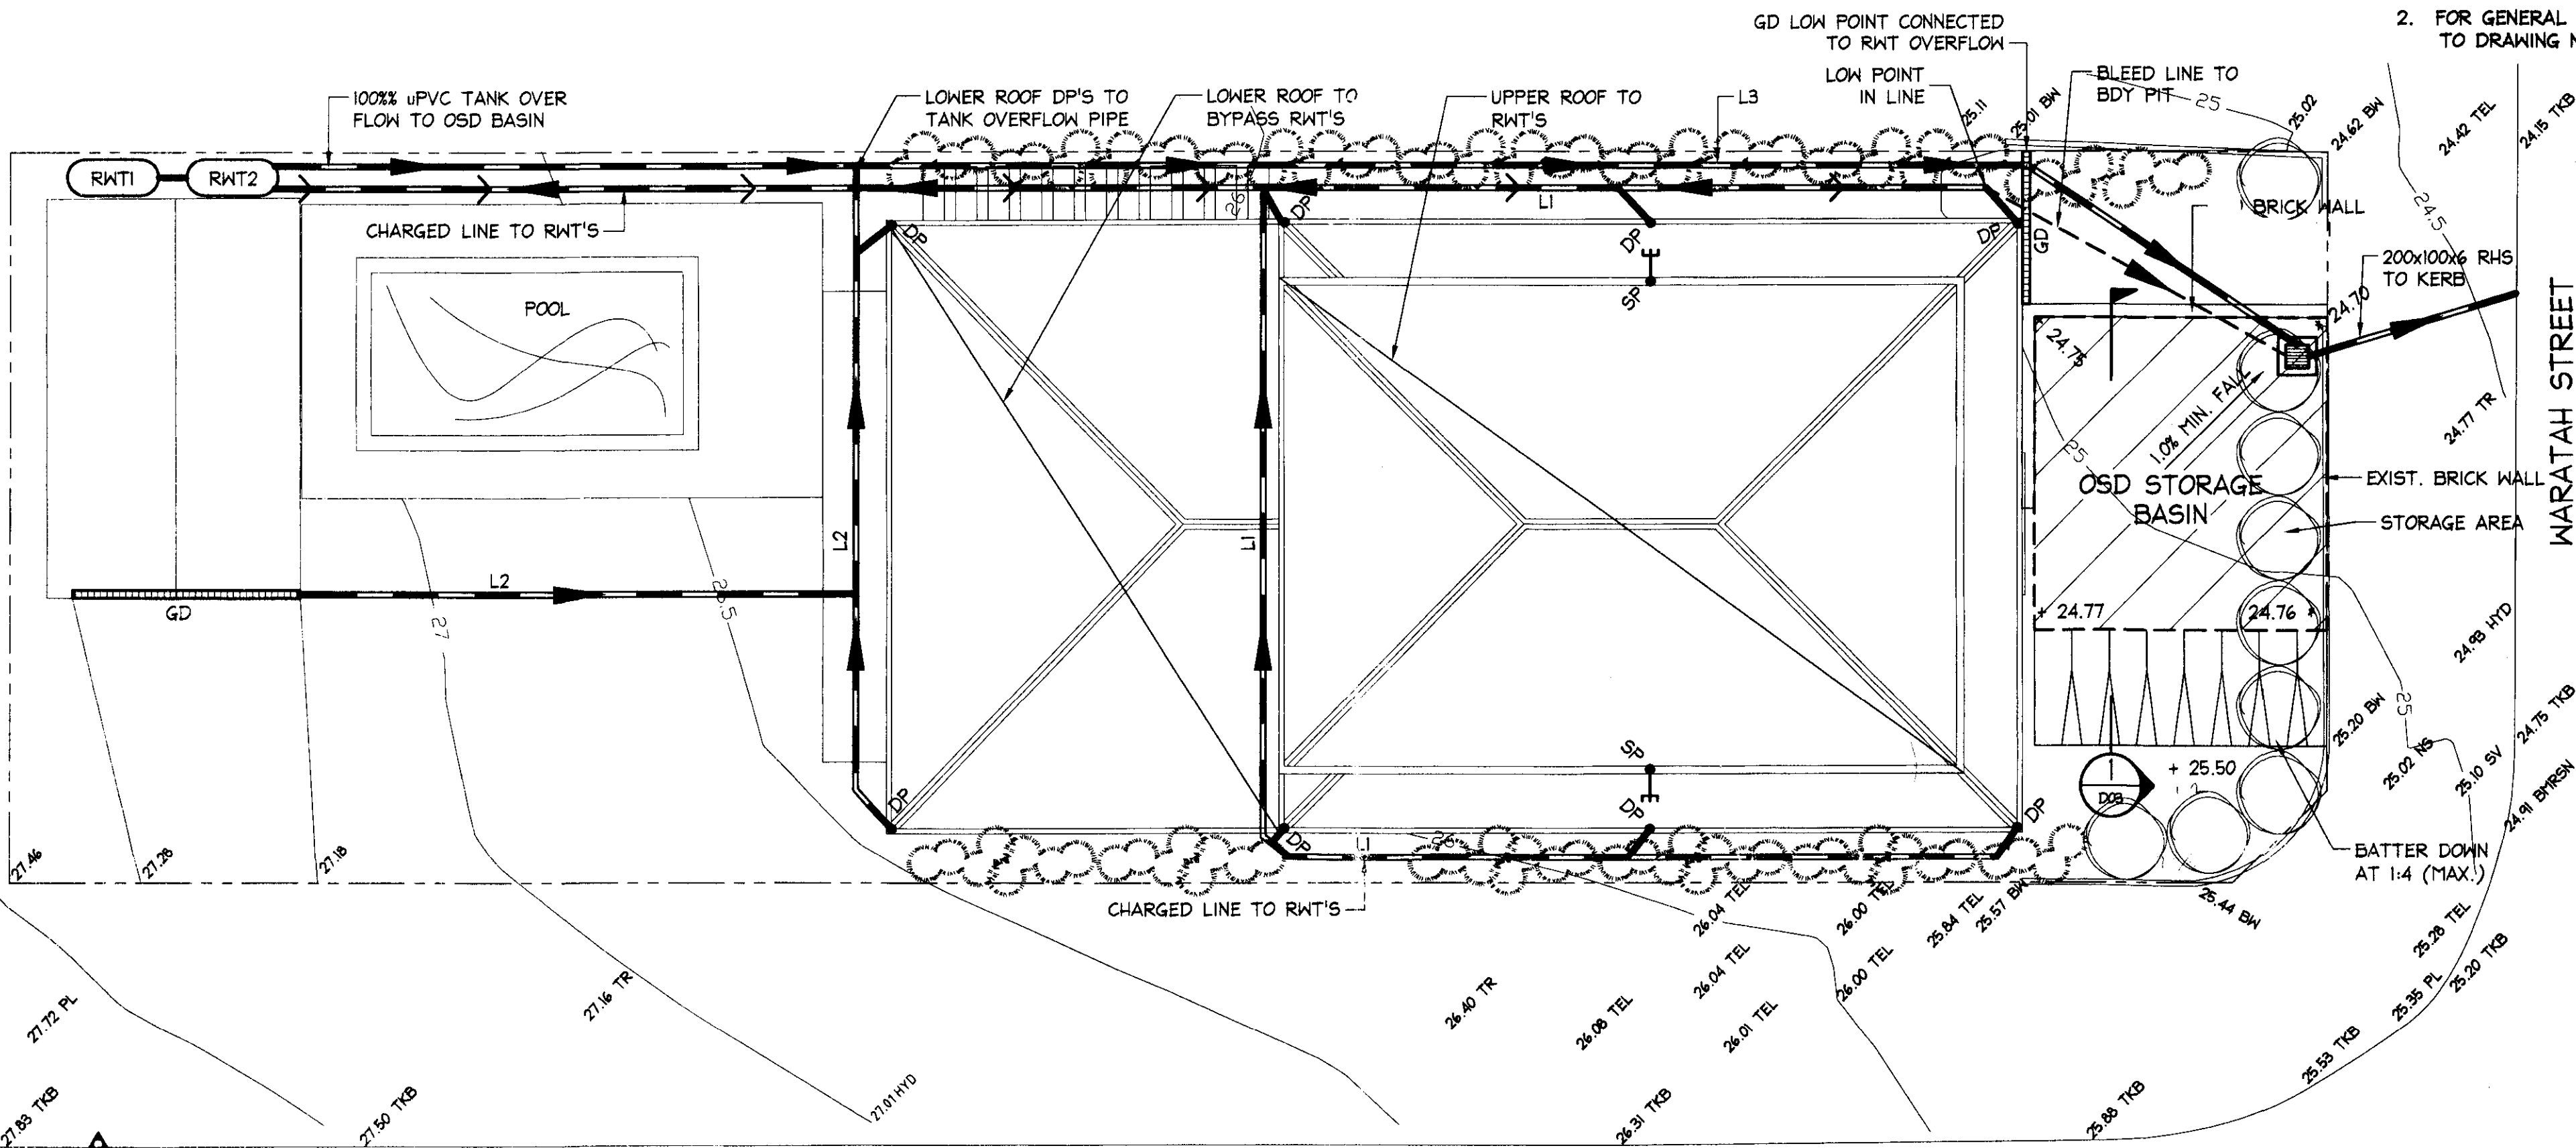 2. FOR GENERAL
TO DRAWING
GD LOW POINT CONNECTED
TO RWT OVERFLOW
100%% uPVC TANK OVER
FLOW TO OSD BASIN
LOWER ROOF DP'S TO
TANK OVERFLOW PIPE
LOWER ROOF TO
BYPASS RWT'S
UPPER ROOF TO
RWT'S
L3
LOW POINT
IN LINE
BLEED LINE TO
BDY PIT
25
25.11
25.01 BW
25.02
24.62 BW
24.42 TEL
24.15 TKB
RWT1
RWT2
CHARGED LINE TO RWT'S
26
L1
DP
DP
DP
DP
GD
BRICK WALL
24.5
200x100x6 RHS
TO KERB
WARATAH STREET
POOL
SP
24.70
24.75
1.0% MIN. FALL
24.77 TR
25
OSD STORAGE
BASIN
EXIST. BRICK WALL
STORAGE AREA
L2
L1
L2
GD
27
26.5
24.77
24.76
24.93 HYD
25.20 BW
25
24.75 TKB
25.02 NS
25.10 SV
24.91 BMRSN
SP
1
D03
25.50
DP
DP
DP
DP
L1
26
BATTER DOWN
AT 1:4 (MAX.)
27.46
27.28
27.18
CHARGED LINE TO RWT'S
26.04 TEL
26.00 TEL
25.84 TEL
25.57 BW
25.44 BW
25.28 TEL
25.20 TKB
25.35 PL
27.72 PL
27.16 TR
26.40 TR
26.08 TEL
26.04 TEL
26.01 TEL
26.00 TEL
25.53 TKB
27.83 TKB
27.50 TKB
27.01 HYD
26.31 TKB
25.88 TKB